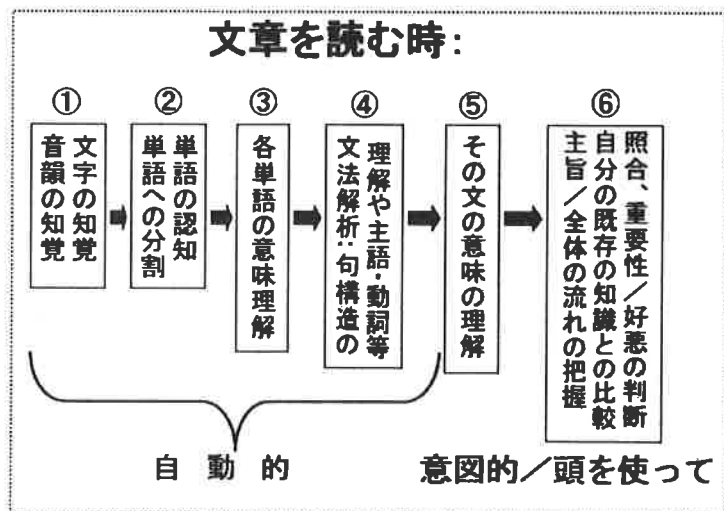 文章を読む時:
①
音韻の知覚
文字の知覚
②
単語への分割
単語の認知
③
各単語の意味理解
④
文法解析:句構造の
理解や主語・動詞等
⑤
その文の意味の理解
⑥
主旨/全体の流れの把握
自分の既存の知識との比較
照合、重要性/好悪の判断
自動的
意図的/頭を使って